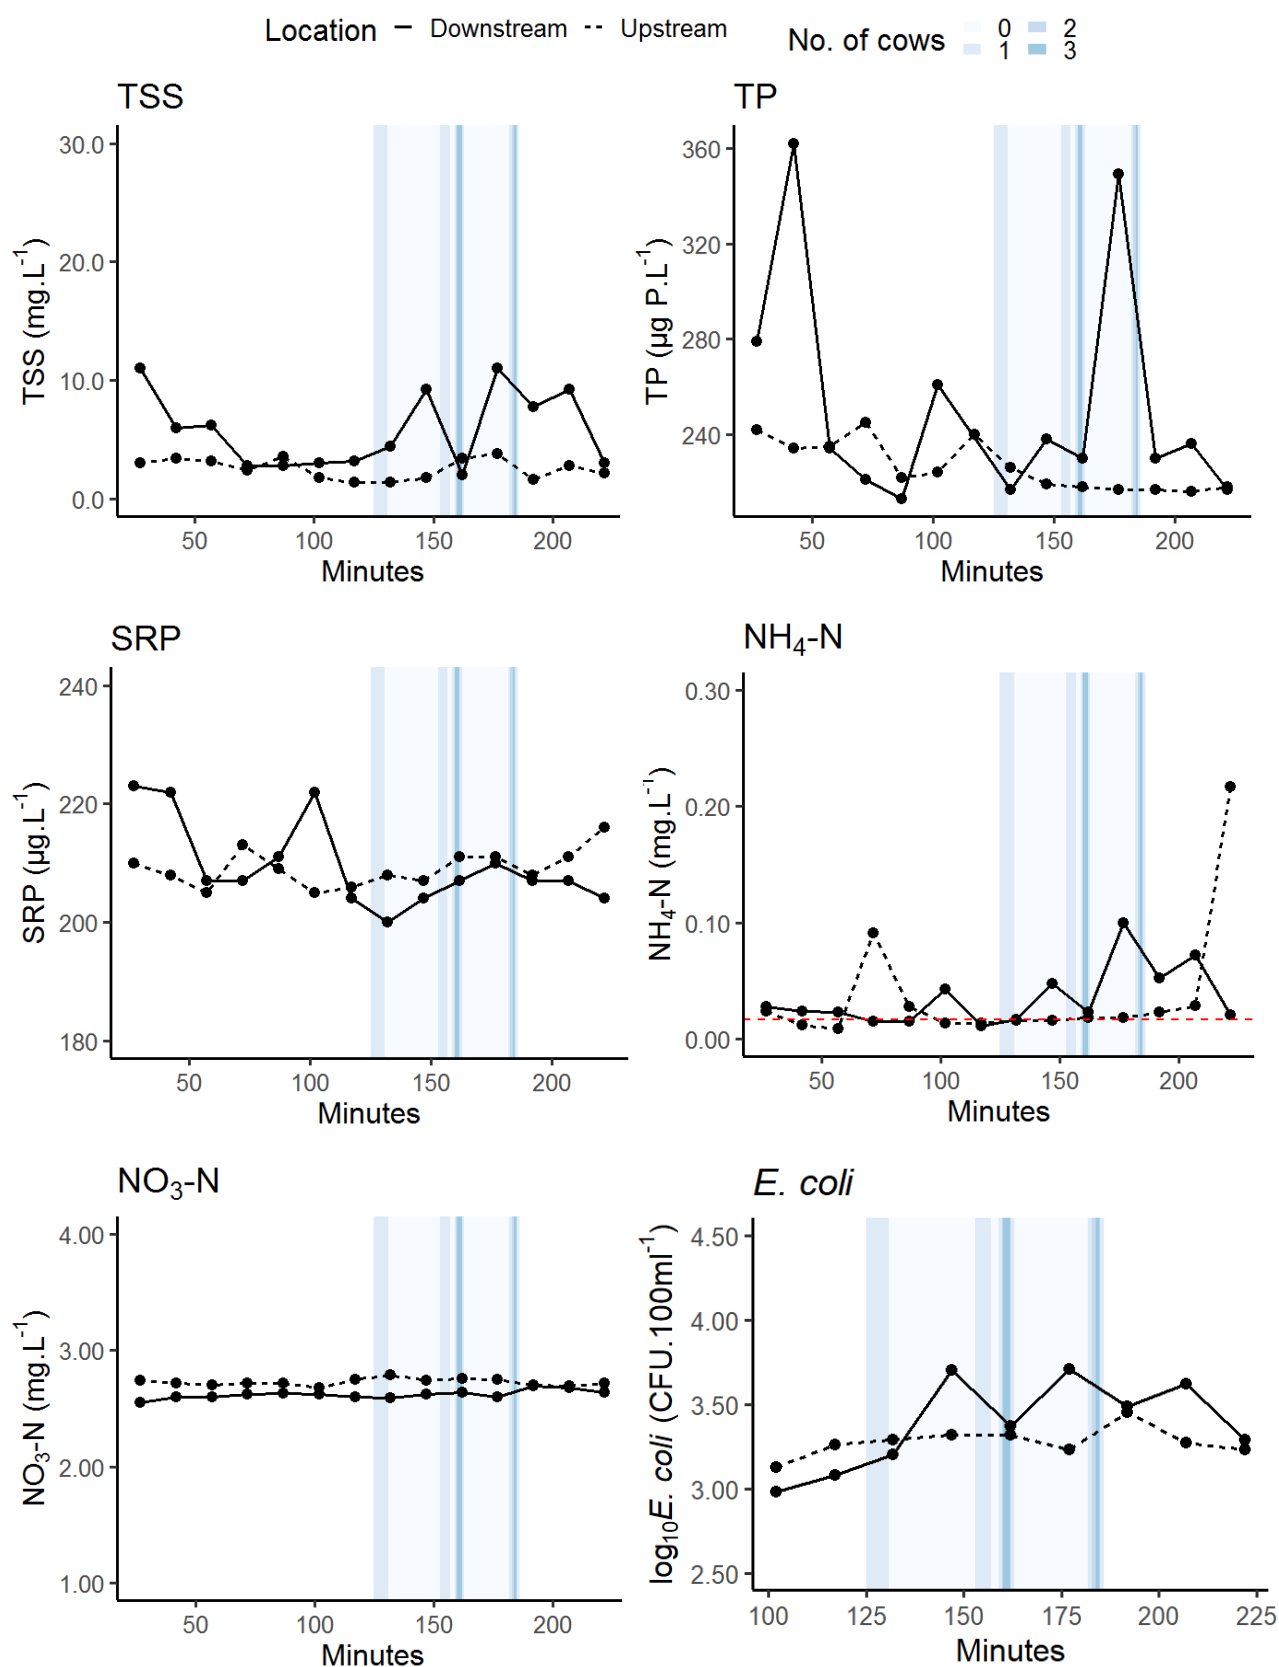 Location Downstream Upstream No. of cows 0 2
1 3
TSS
TSS (mg.L⁻¹)
30.0
20.0
10.0
0.0
50 100 150 200
Minutes
TP
TP (µg P.L⁻¹)
360
320
280
240
50 100 150 200
Minutes
SRP
SRP (µg.L⁻¹)
240
220
200
180
50 100 150 200
Minutes
NH₄-N
NH₄-N (mg.L⁻¹)
0.30
0.20
0.10
0.00
50 100 150 200
Minutes
NO₃-N
NO₃-N (mg.L⁻¹)
4.00
3.00
2.00
1.00
50 100 150 200
Minutes
E. coli
log₁₀E. coli (CFU.100ml⁻¹)
4.50
4.00
3.50
3.00
2.50
100 125 150 175 200 225
Minutes